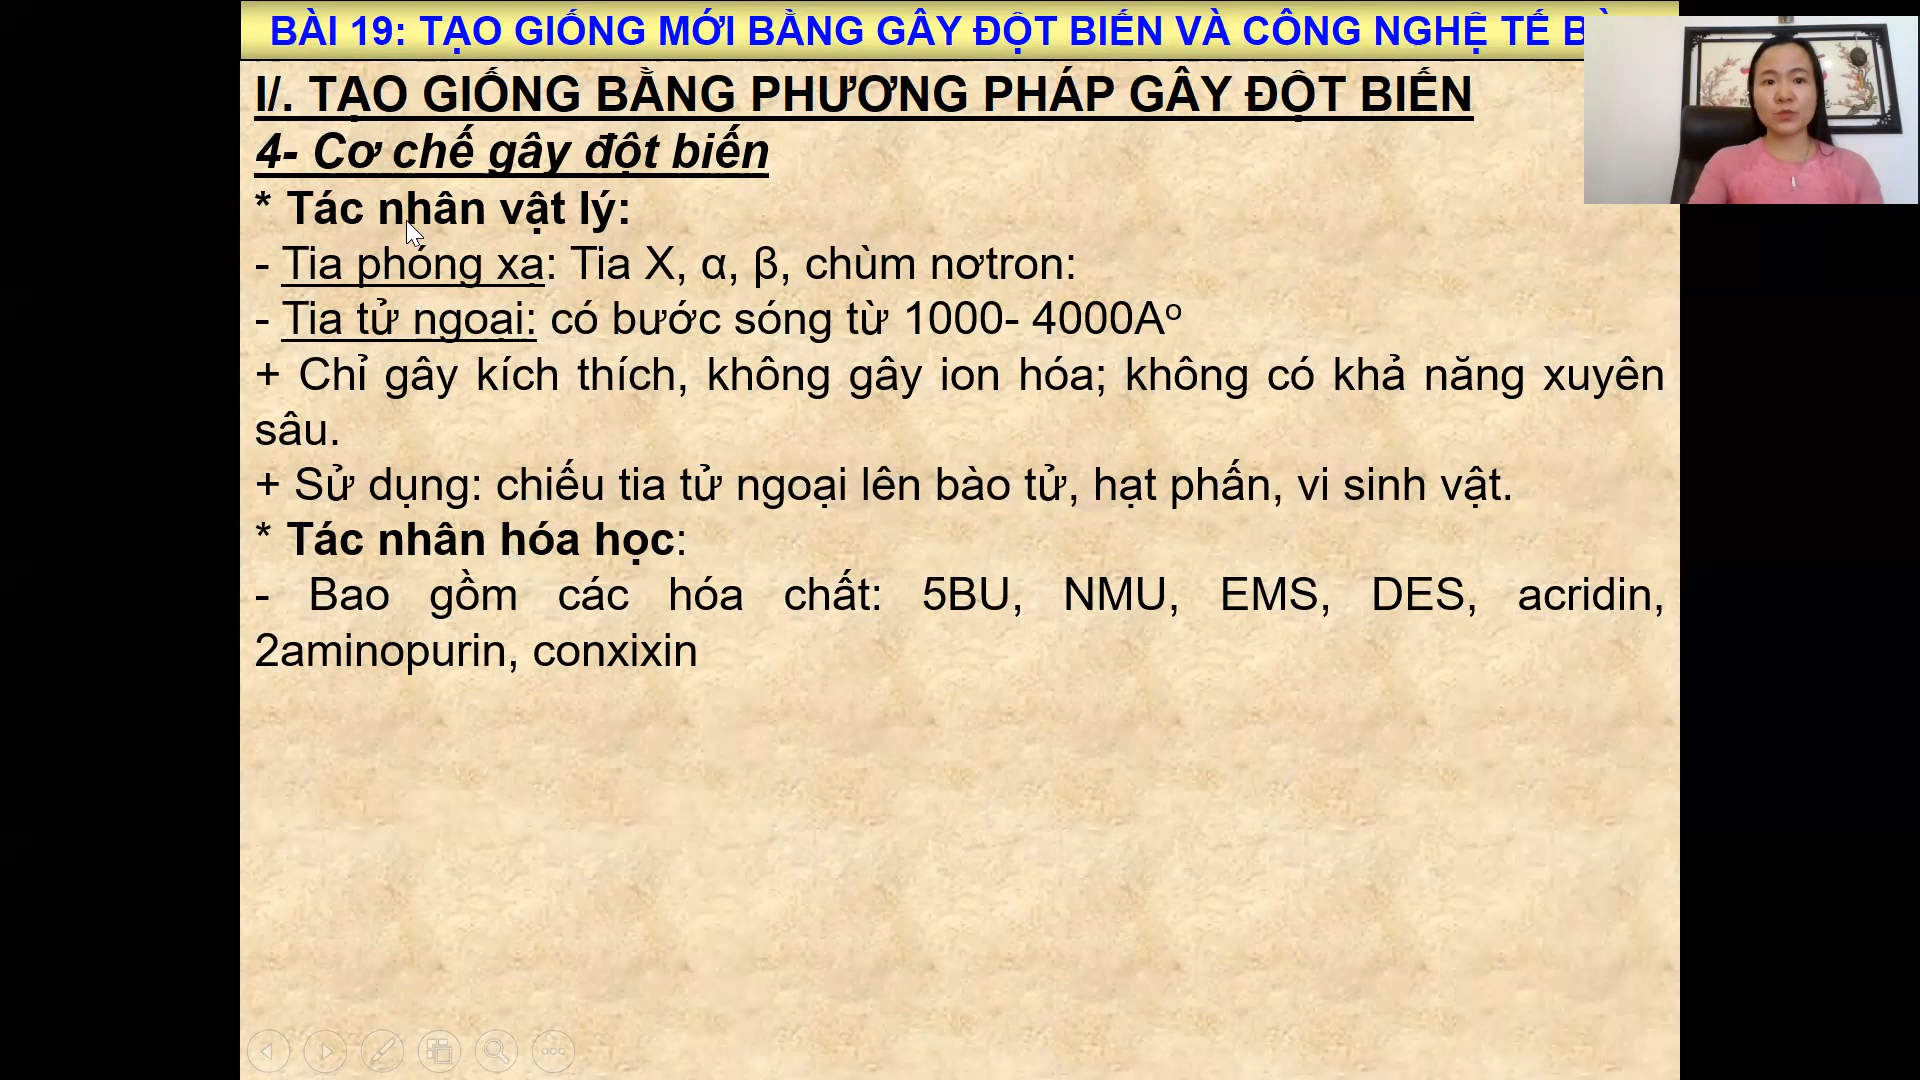 BÀI 19: TẠO GIỐNG MỚI BẰNG GÂY ĐỘT BIẾN VÀ CÔNG NGHỆ TẾ
I/. TẠO GIỐNG BẰNG PHƯƠNG PHÁP GÂY ĐỘT BIẾN
4- Cơ chế gây đột biến
* Tác nhân vật lý:
- Tia phóng xạ: Tia X, α, β, chùm nơtron:
- Tia tử ngoại: có bước sóng từ 1000- 4000Aº
+ Chỉ gây kích thích, không gây ion hóa; không có khả năng xuyên
sâu.
+ Sử dụng: chiếu tia tử ngoại lên bào tử, hạt phấn, vi sinh vật.
* Tác nhân hóa học:
- Bao gồm các hóa chất: 5BU, NMU, EMS, DES, acridin,
2aminopurin, conxixin